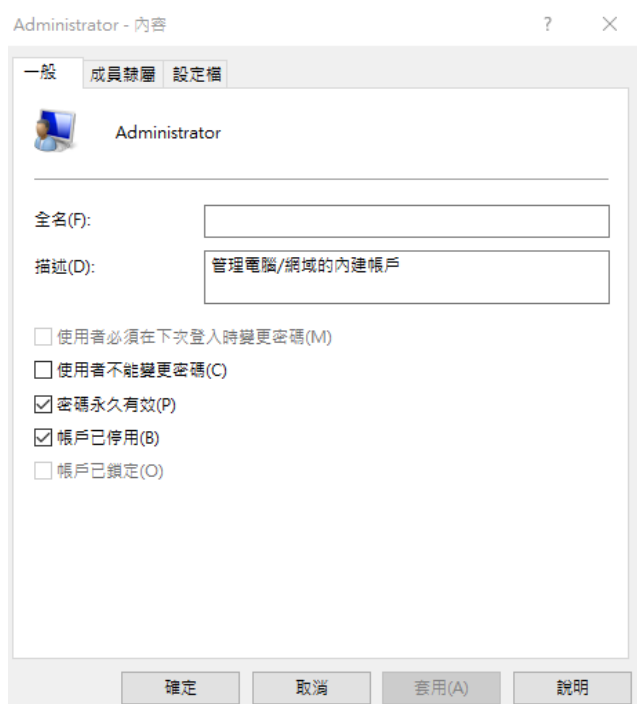 Administrator - 內容
一般 成員隸屬 設定檔
Administrator
全名(F):
描述(D): 管理電腦/網域的內建帳戶
使用者必須在下次登入時變更密碼(M)
使用者不能變更密碼(C)
密碼永久有效(P)
帳戶已停用(B)
帳戶已鎖定(O)
確定 取消 套用(A) 說明